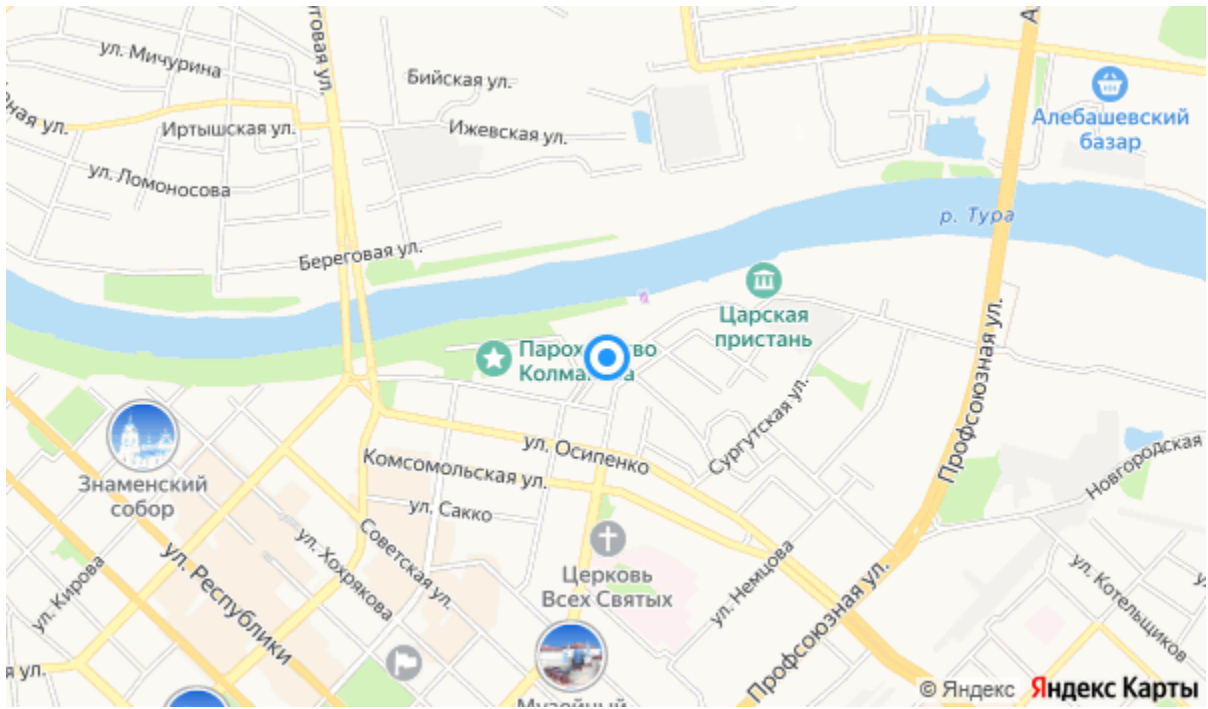 ул. Мичурина
Бийская ул.
Иртышская ул.
Ижевская ул.
Алебашевский
базар
ул. Ломоносова
р. Тура
Береговая ул.
Царская
пристань
Колма
Профсоюзная ул.
Знаменский
собор
ул. Осипенко
Сургутская ул.
Комсомольская ул.
Новгородская
ул. Сакко
ул. Хохрякова
Советская ул.
Церковь
Всех Святых
ул. Немцова
ул. Кирова
ул. Республики
ул. Котельщиков
Профсоюзная ул.
Музейный
© Яндекс Яндекс Карты